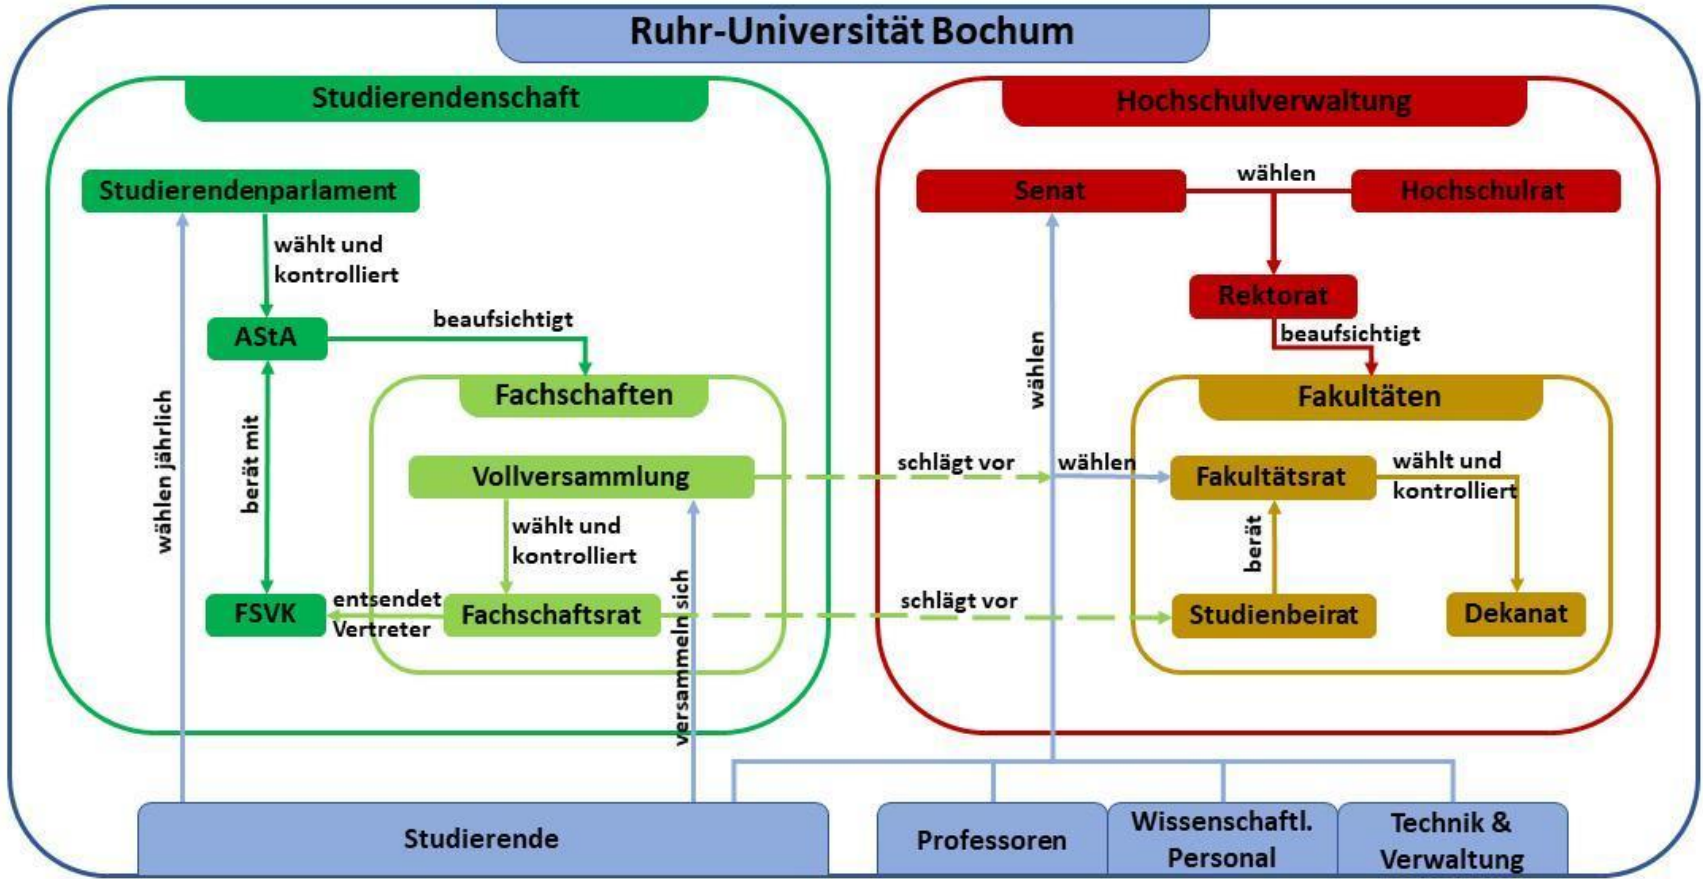 Ruhr-Universität Bochum
Studierendenschaft
Studierendenparlament
wählt und
kontrolliert
AStA
beaufsichtigt
wählen jährlich
berät mit
Fachschaften
Vollversammlung
wählt und
kontrolliert
FSVK
entsendet
Vertreter
Fachschaftsrat
versammeln sich
schlägt vor
schlägt vor
Hochschulverwaltung
Senat
wählen
Hochschulrat
Rektorat
beaufsichtigt
wählen
Fakultäten
wählen
Fakultätsrat
wählt und
kontrolliert
berät
Studienbeirat
Dekanat
Studierende
Professoren
Wissenschaftl.
Personal
Technik &
Verwaltung